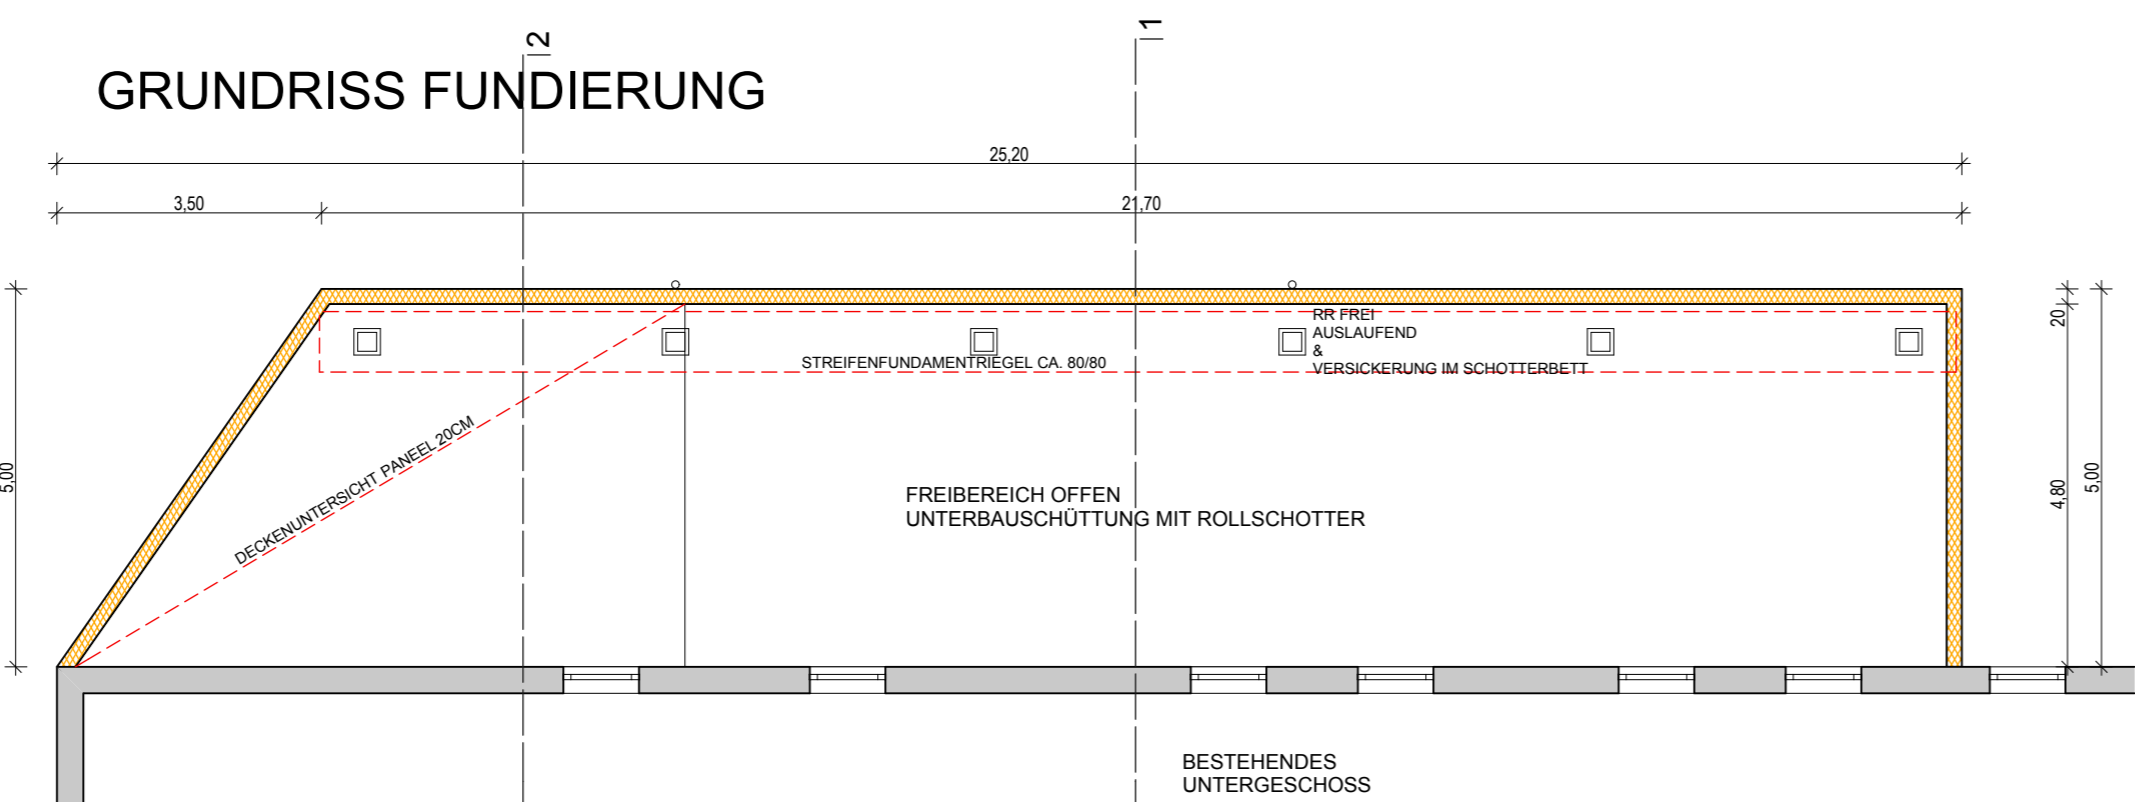 |2
|1
GRUNDRISS FUNDIERUNG
25,20
3,50
21,70
RR FREI
AUSLAUFEND
&
VERSICKERUNG IM SCHOTTERBETT
STREIFENFUNDAMENTRIEGEL CA. 80/80
20
DECKENUNTERSICHT PANEEL 20CM
5,00
4,80
5,00
FREIBEREICH OFFEN
UNTERBAUSCHÜTTUNG MIT ROLLSCHOTTER
BESTEHENDES
UNTERGESCHOSS